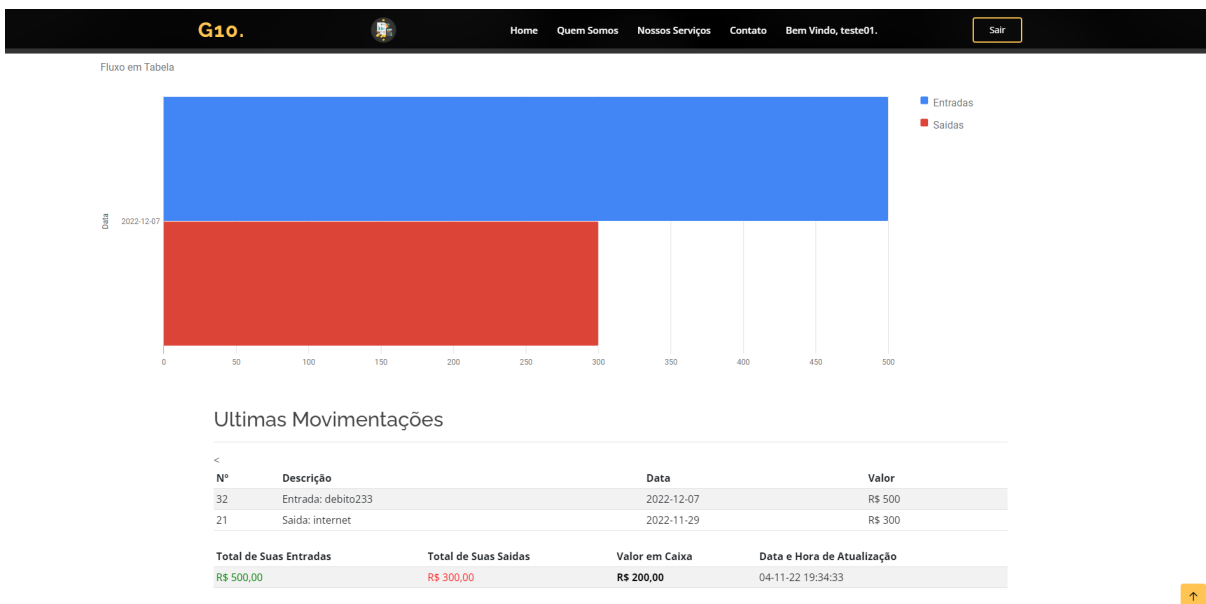 G10.
Home Quem Somos Nossos Serviços Contato Bem Vindo, teste01. Sair
Fluxo em Tabela
Entradas
Saidas
Data
2022-12-07
0 50 100 150 200 250 300 350 400 450 500
Ultimas Movimentações
<
Nº Descrição Data Valor
32 Entrada: debito233 2022-12-07 R$ 500
21 Saida: internet 2022-11-29 R$ 300
Total de Suas Entradas Total de Suas Saidas Valor em Caixa Data e Hora de Atualização
R$ 500,00 R$ 300,00 R$ 200,00 04-11-22 19:34:33